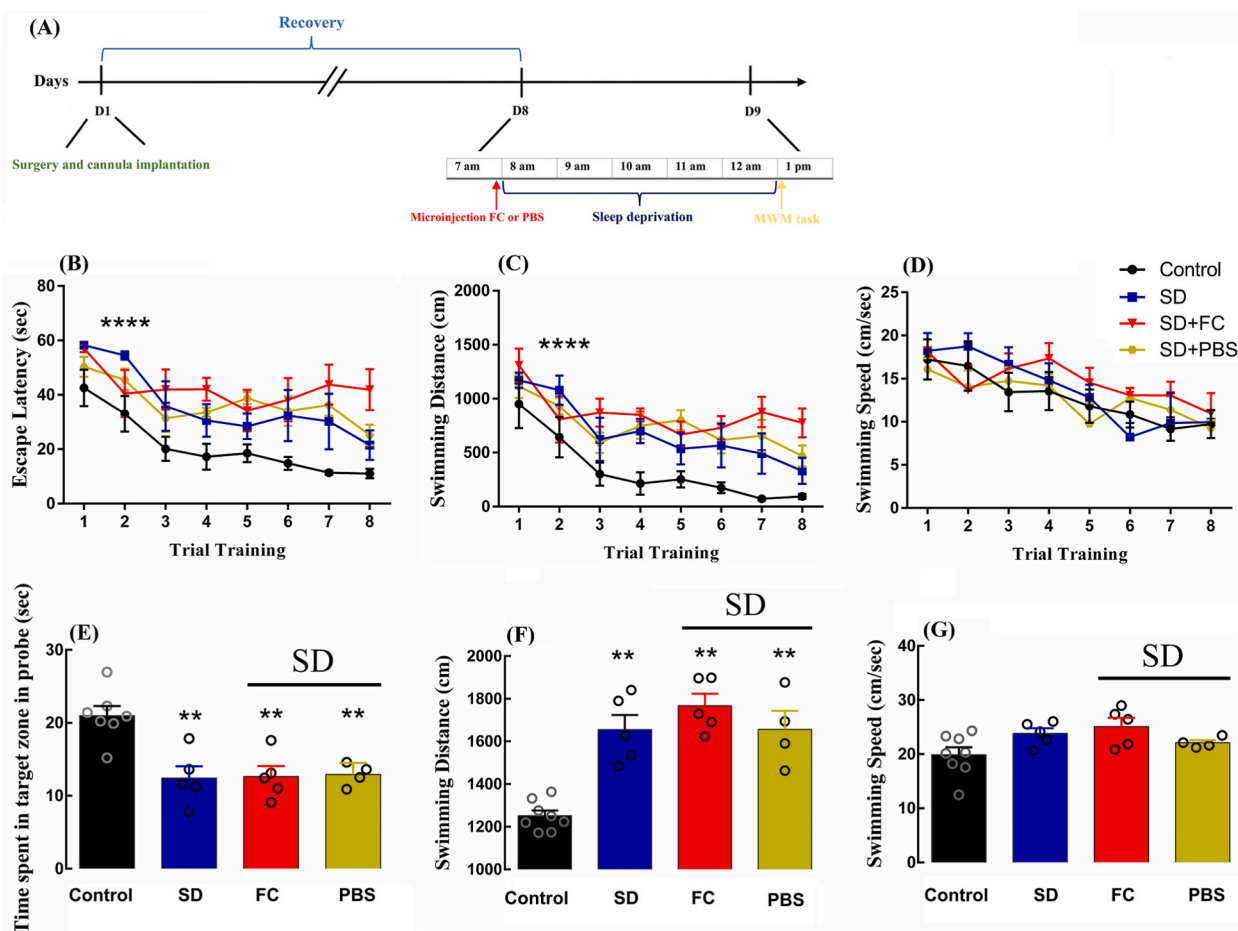 (A)
Recovery
Days
D1
D8
D9
Surgery and cannula implantation
7 am 8 am 9 am 10 am 11 am 12 am 1 pm
Microinjection FC or PBS
Sleep deprivation
MWM task
(B)
Escape Latency (sec)
80
60
40
20
0
1 2 3 4 5 6 7 8
Trial Training
****
(C)
Swimming Distance (cm)
2000
1500
1000
500
0
1 2 3 4 5 6 7 8
Trial Training
****
(D)
Swimming Speed (cm/sec)
25
20
15
10
5
0
1 2 3 4 5 6 7 8
Trial Training
Control
SD
SD+FC
SD+PBS
(E)
Time spent in target zone in probe (sec)
30
20
10
0
SD
** ** **
Control SD FC PBS
(F)
Swimming Distance (cm)
2000
1800
1600
1400
1200
1000
SD
** ** **
Control SD FC PBS
(G)
Swimming Speed (cm/sec)
40
30
20
10
0
SD
Control SD FC PBS